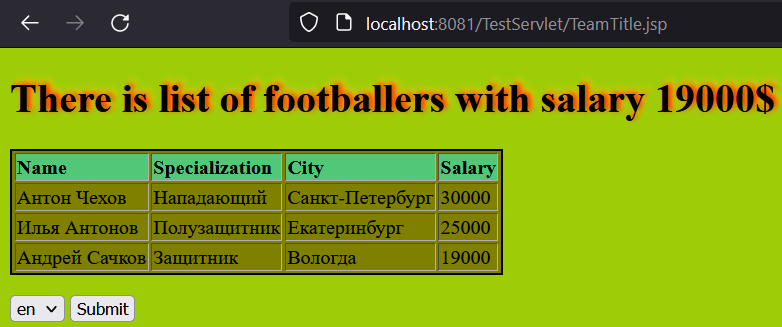 localhost:8081/TestServlet/TeamTitle.jsp
There is list of footballers with salary 19000$
Name Specialization City Salary
Антон Чехов Нападающий Санкт-Петербург 30000
Илья Антонов Полузащитник Екатеринбург 25000
Андрей Сачков Защитник Вологда 19000
en Submit